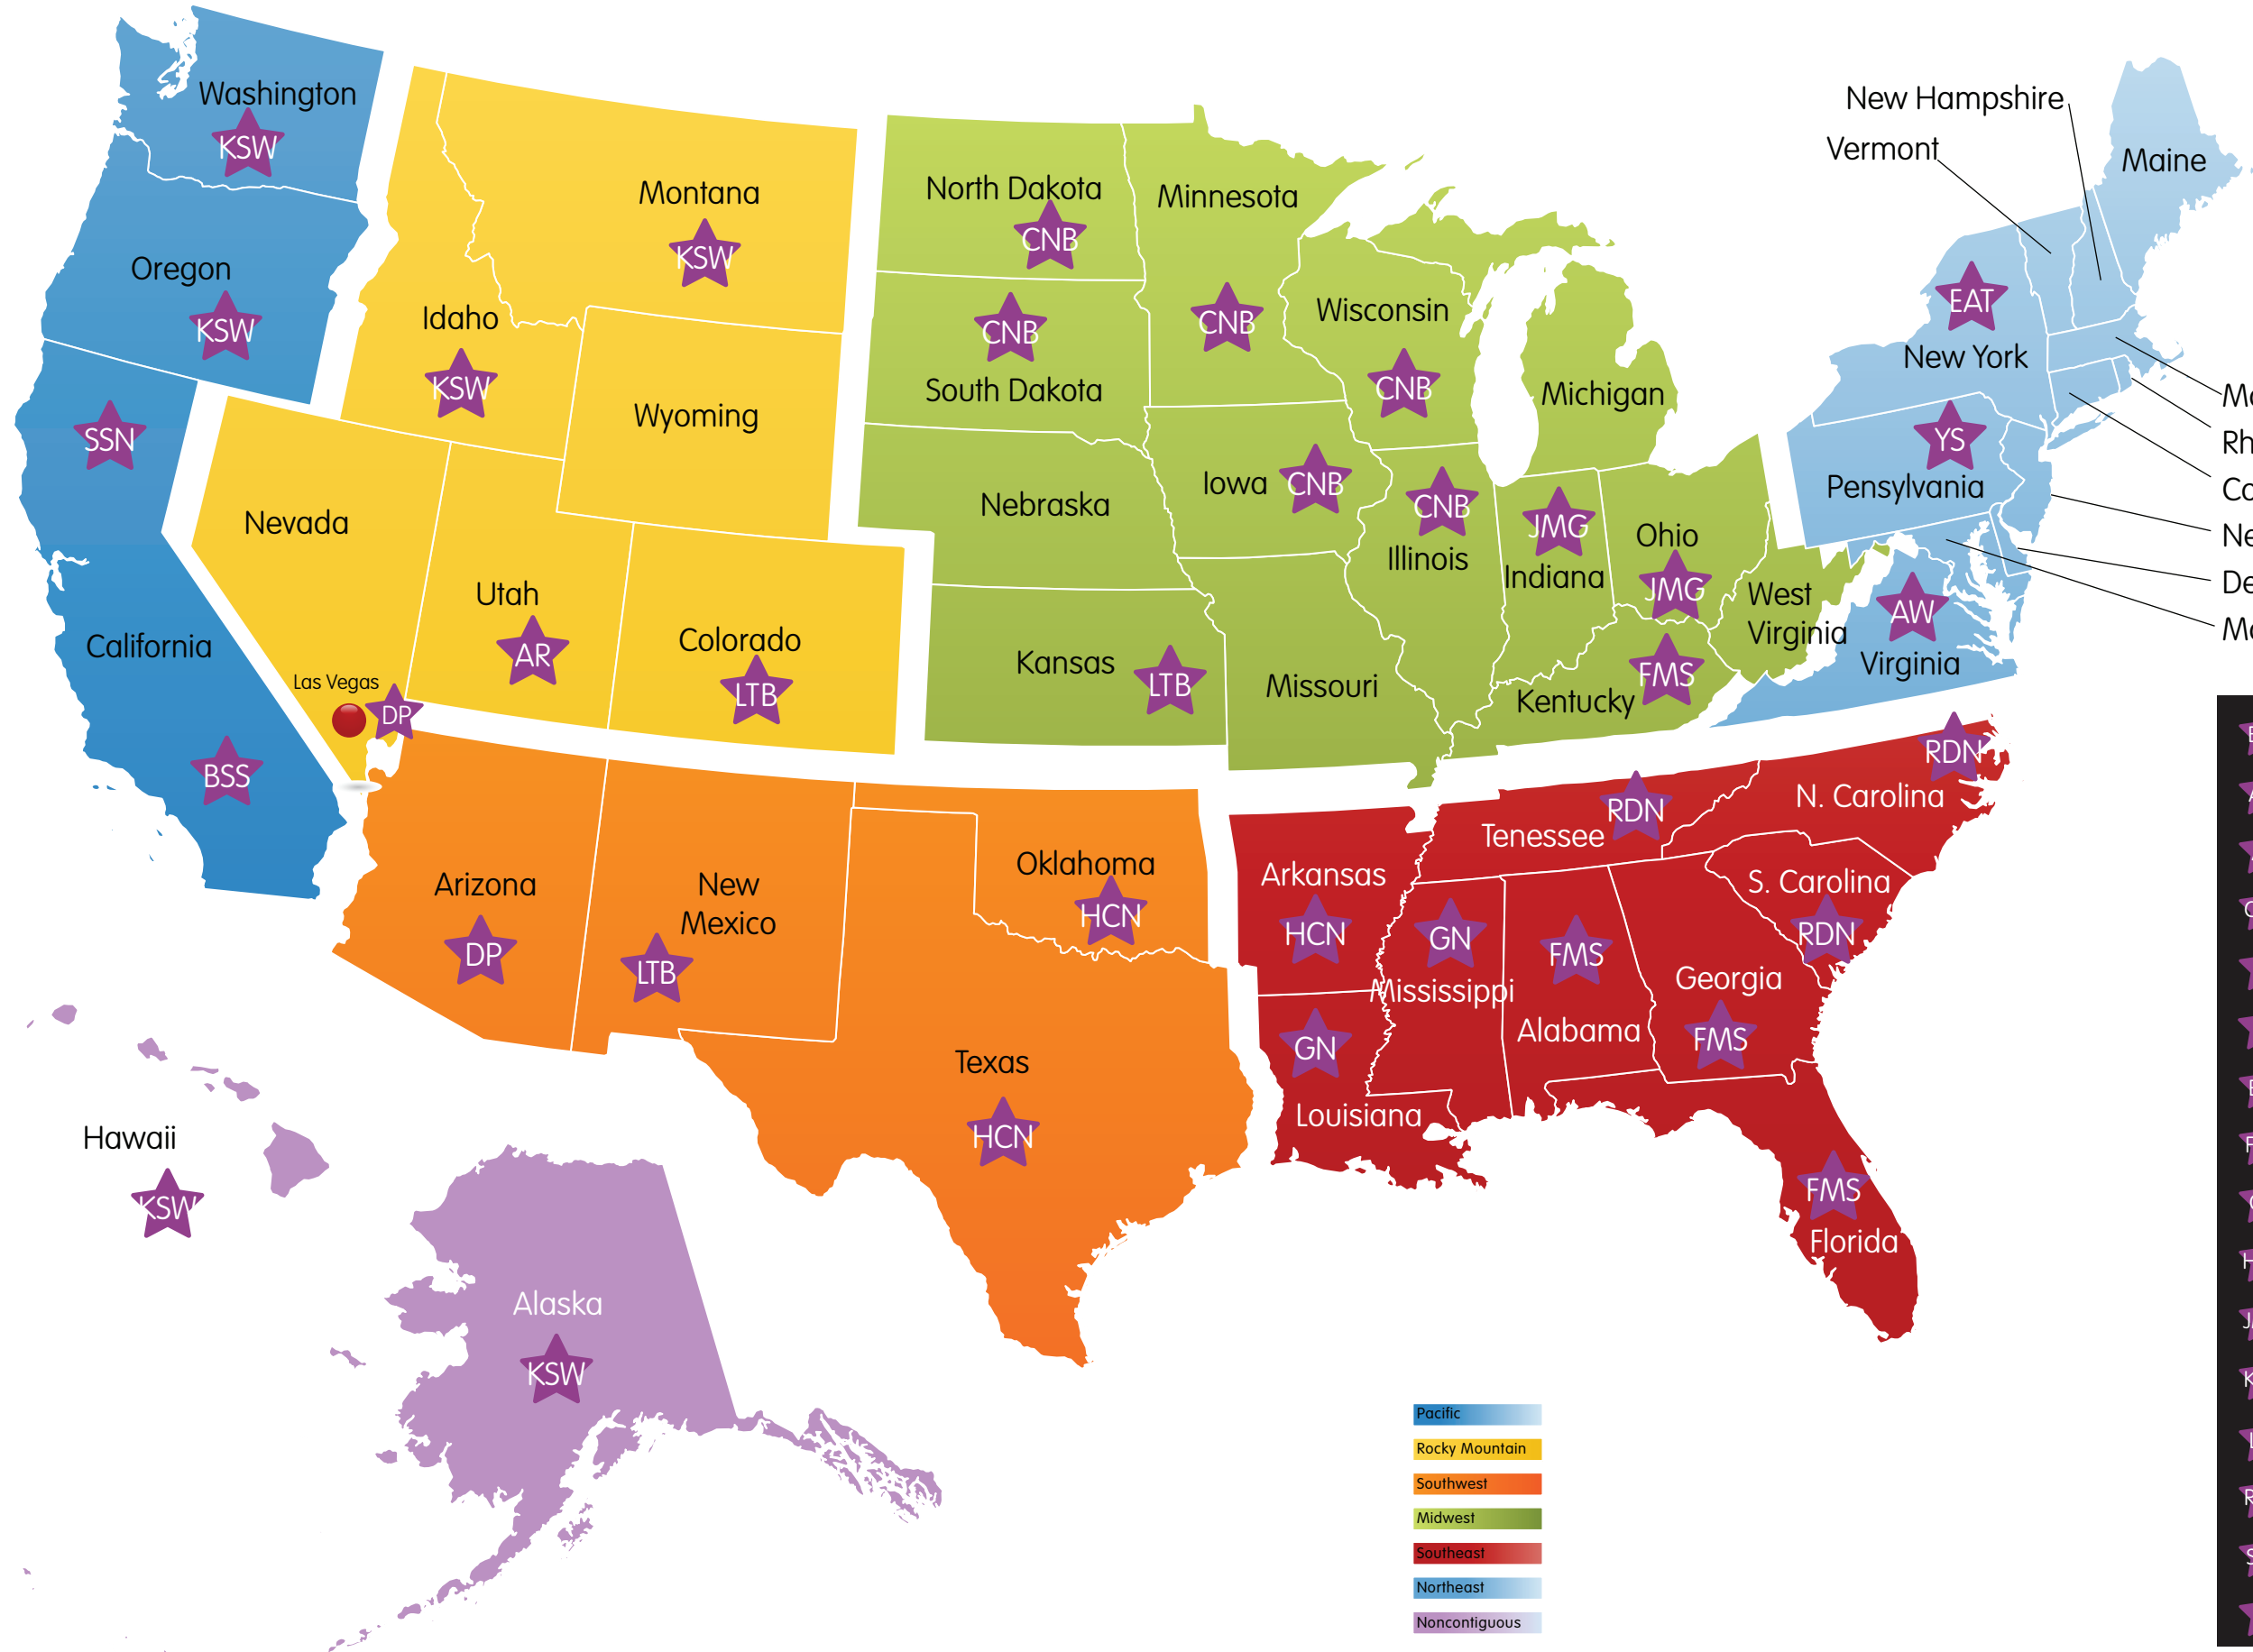 Washington
KSW
Oregon
KSW
SSN
California
BSS
Montana
KSW
Idaho
KSW
Wyoming
Nevada
Utah
AR
Colorado
LTB
Las Vegas
DP
North Dakota
CNB
CNB
South Dakota
Nebraska
Kansas
LTB
Minnesota
CNB
Wisconsin
CNB
Michigan
Iowa
CNB
CNB
Illinois
JMG
Indiana
Ohio
JMG
West
Virginia
Missouri
Kentucky
FMS
New Hampshire
Vermont
Maine
EAT
New York
YS
Pensylvania
AW
Virginia
Arizona
DP
New
Mexico
LTB
Oklahoma
HCN
Texas
HCN
Arkansas
HCN
GN
Louisiana
GN
Mississippi
Tenessee
RDN
RDN
N. Carolina
S. Carolina
RDN
FMS
Alabama
Georgia
FMS
FMS
Florida
Hawaii
KSW
Alaska
KSW
Pacific
Rocky Mountain
Southwest
Midwest
Southeast
Northeast
Noncontiguous